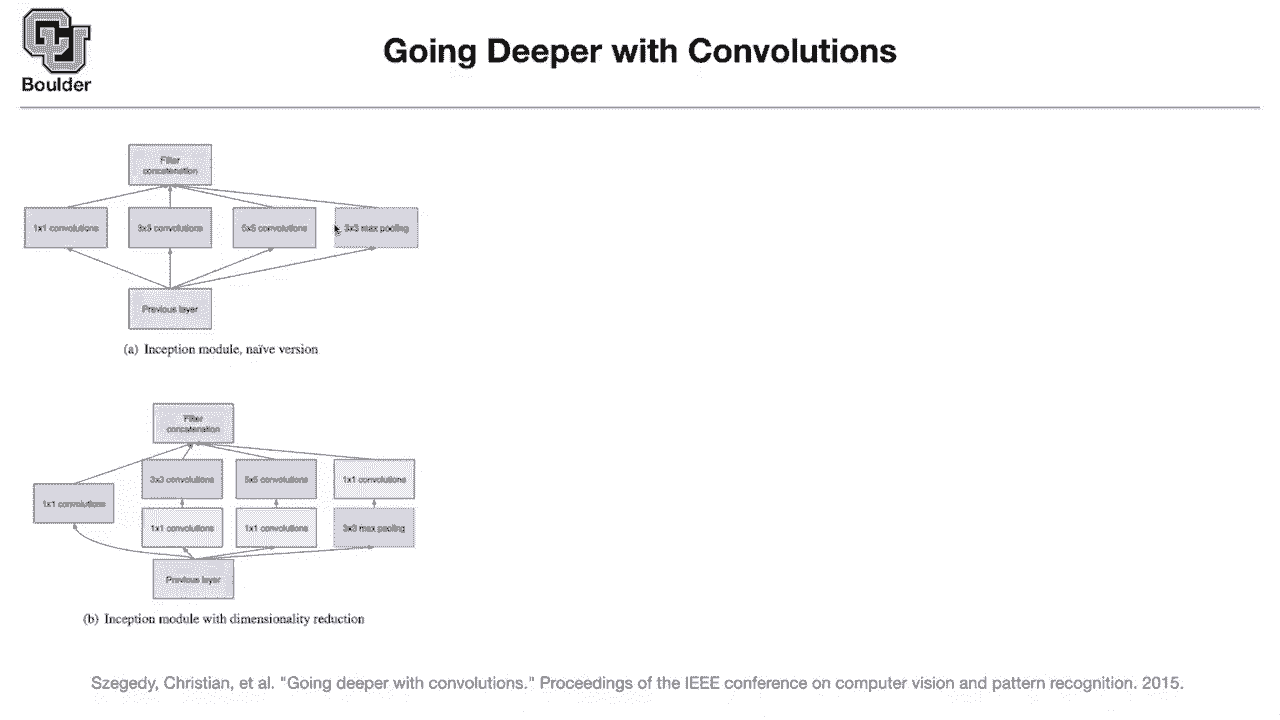 Boulder
Going Deeper with Convolutions
Filter
concatenation
1x1 convolutions
3x3 convolutions
5x5 convolutions
3x3 max pooling
Previous layer
(a) Inception module, naïve version
Filter
concatenation
3x3 convolutions
5x5 convolutions
1x1 convolutions
1x1 convolutions
1x1 convolutions
1x1 convolutions
3x3 max pooling
Previous layer
(b) Inception module with dimensionality reduction
Szegedy, Christian, et al. "Going deeper with convolutions." Proceedings of the IEEE conference on computer vision and pattern recognition. 2015.